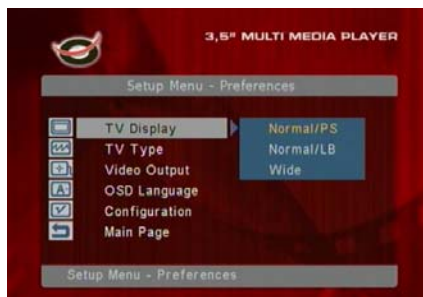 3,5" MULTI MEDIA PLAYER
Setup Menu - Preferences
TV Display
Normal/PS
TV Type
Normal/LB
Video Output
Wide
OSD Language
Configuration
Main Page
Setup Menu - Preferences